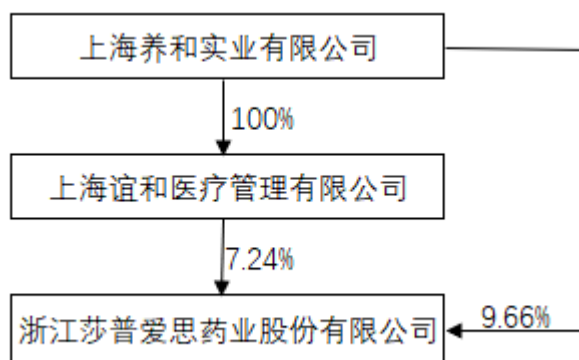 上海养和实业有限公司
100%
上海谊和医疗管理有限公司
7.24%
浙江莎普爱思药业股份有限公司
9.66%